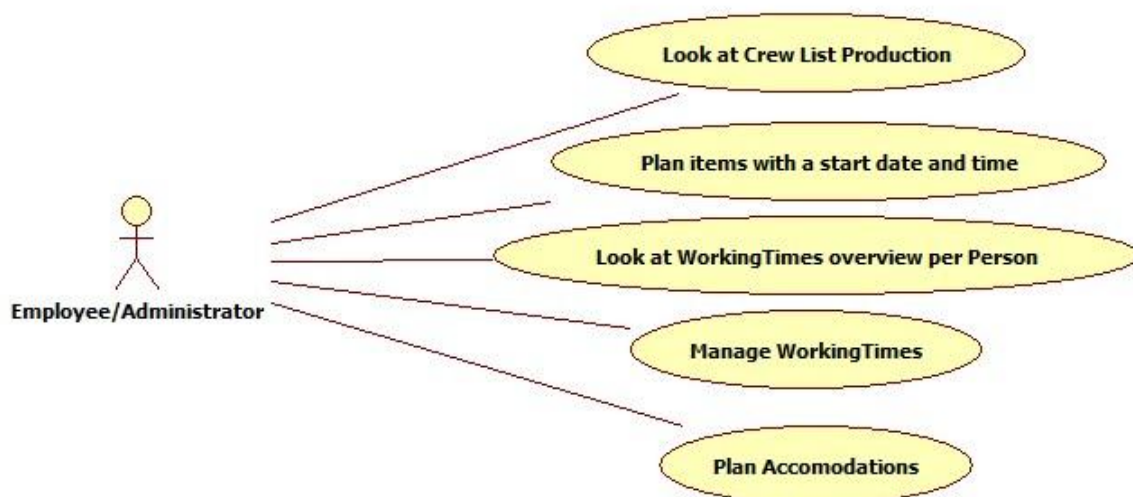 Look at Crew List Production
Plan items with a start date and time
Look at WorkingTimes overview per Person
Employee/Administrator
Manage WorkingTimes
Plan Accomodations